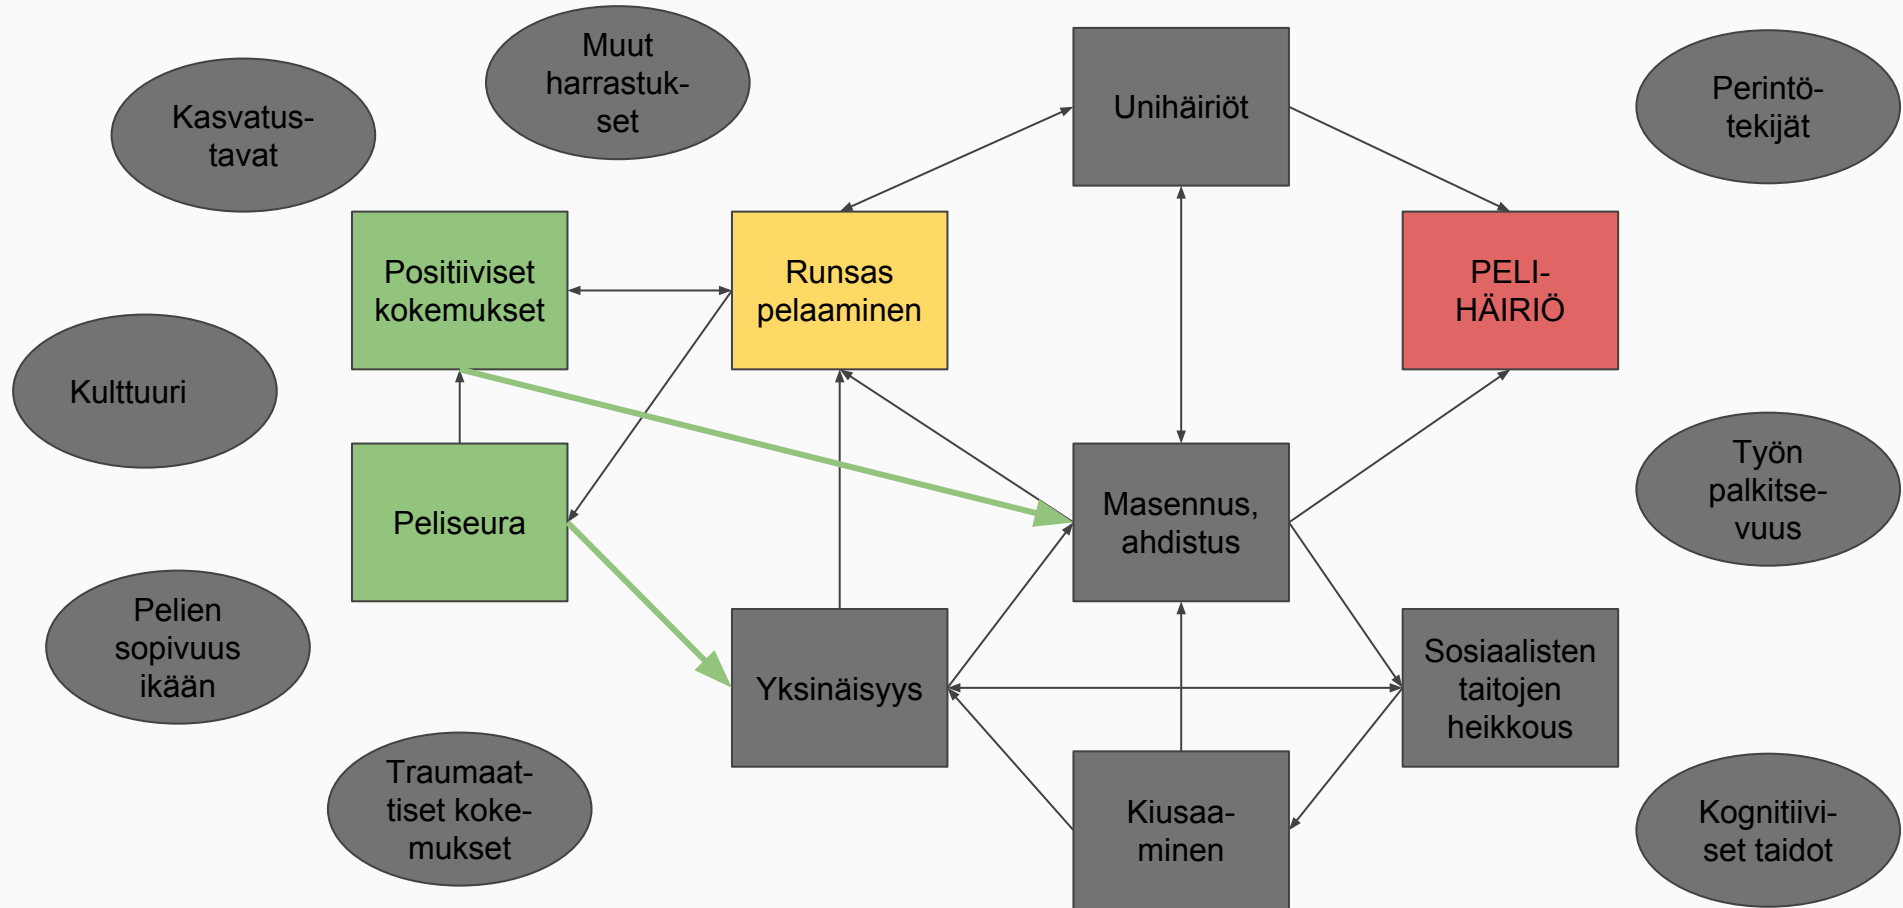 Muut
harrastuk-
set
Kasvatus-
tavat
Unihäiriöt
Perintö-
tekijät
Positiiviset
kokemukset
Runsas
pelaaminen
PELI-
HÄIRIÖ
Kulttuuri
Peliseura
Masennus,
ahdistus
Työn
palkitse-
vuus
Pelien
sopivuus
ikään
Yksinäisyys
Sosiaalisten
taitojen
heikkous
Traumaat-
tiset koke-
mukset
Kiusaa-
minen
Kognitiivi-
set taidot